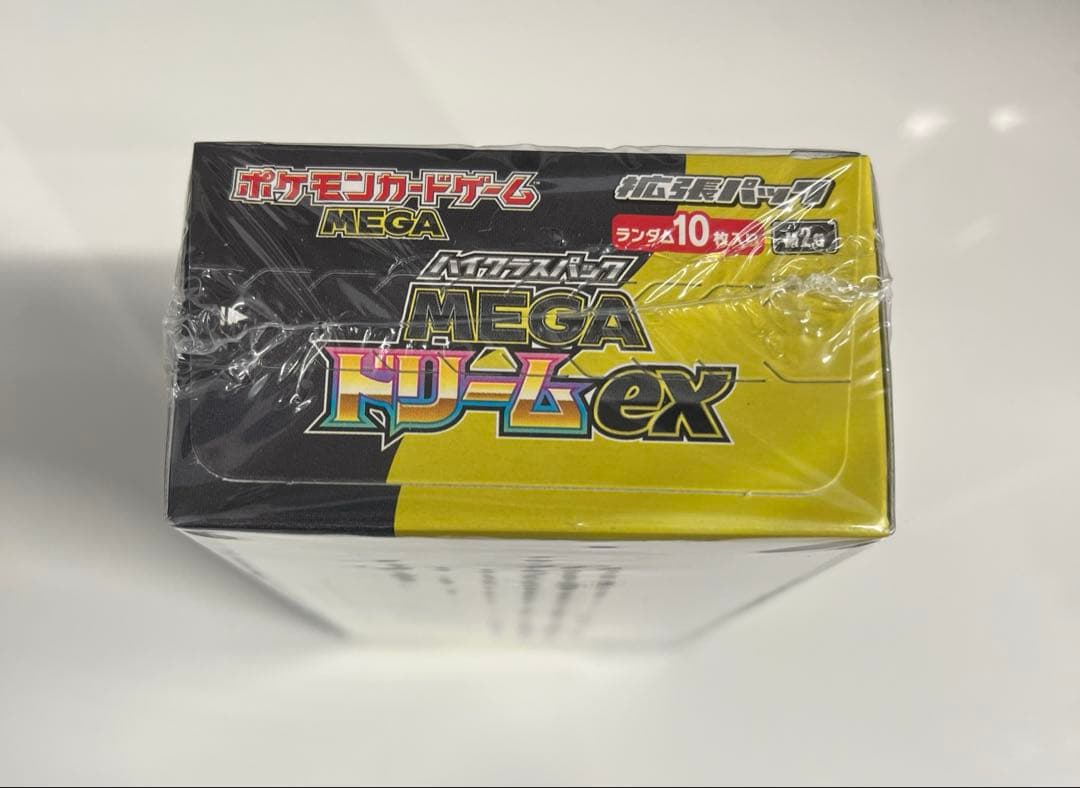 ポケモンカードゲーム
MEGA
拡張パック
ランダム10枚入り
ハイクラスパック
MEGA
ドリームex